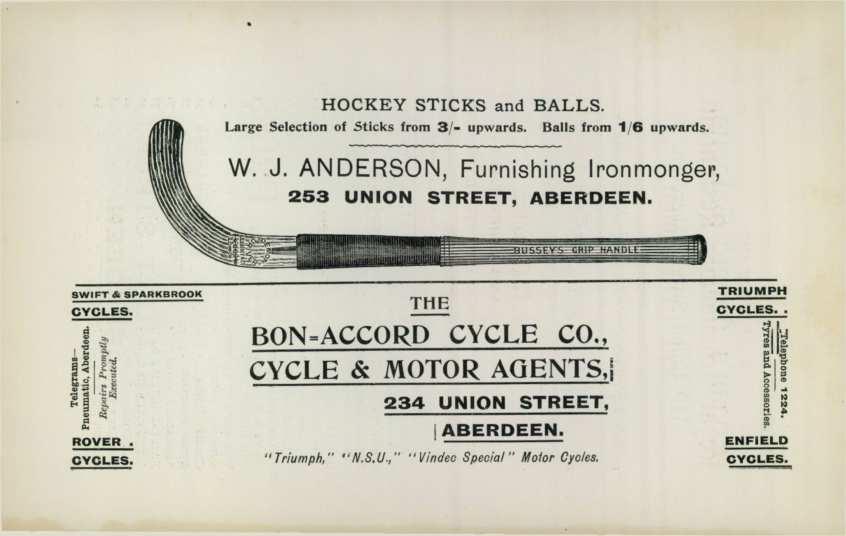 HOCKEY STICKS and BALLS.
Large Selection of Sticks from 3/- upwards. Balls from 1/6 upwards.
W. J. ANDERSON, Furnishing Ironmonger,
253 UNION STREET, ABERDEEN.
BUSSEY'S GRIP HANDLE
SWIFT & SPARKBROOK
CYCLES.
Telegrams—
Pneumatic, Aberdeen.
Repairs Promptly
Executed.
ROVER .
CYCLES.
THE
BON=ACCORD CYCLE CO.,
CYCLE & MOTOR AGENTS,
234 UNION STREET,
ABERDEEN.
"Triumph," "N.S.U.," "Vindec Special" Motor Cycles.
TRIUMPH
CYCLES. .
Telephone 1224.
Tyres and Accessories.
ENFIELD
CYCLES.